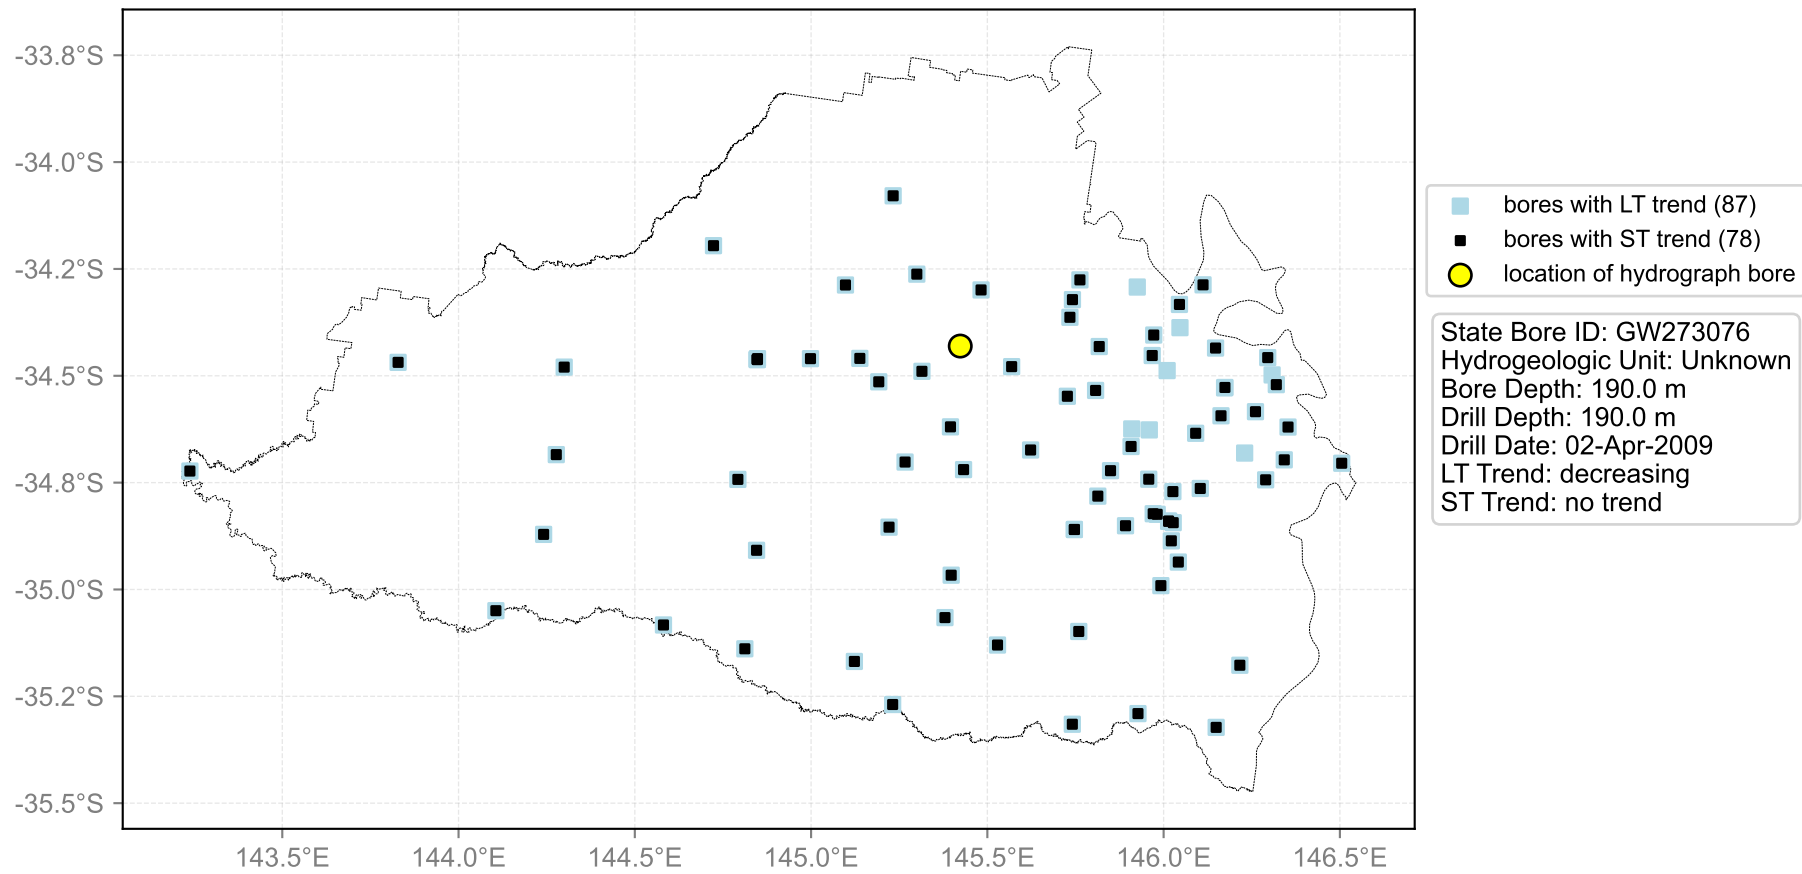 -33.8°S
-34.0°S
-34.2°S
-34.5°S
-34.8°S
-35.0°S
-35.2°S
-35.5°S
143.5°E
144.0°E
144.5°E
145.0°E
145.5°E
146.0°E
146.5°E
bores with LT trend (87)
bores with ST trend (78)
location of hydrograph bore
State Bore ID: GW273076
Hydrogeologic Unit: Unknown
Bore Depth: 190.0 m
Drill Depth: 190.0 m
Drill Date: 02-Apr-2009
LT Trend: decreasing
ST Trend: no trend